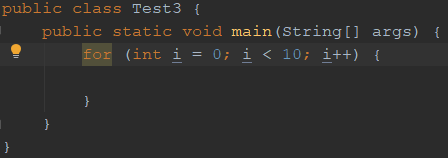 public class Test3 {
    public static void main(String[] args) {
        for (int i = 0; i < 10; i++) {
        }
    }
}